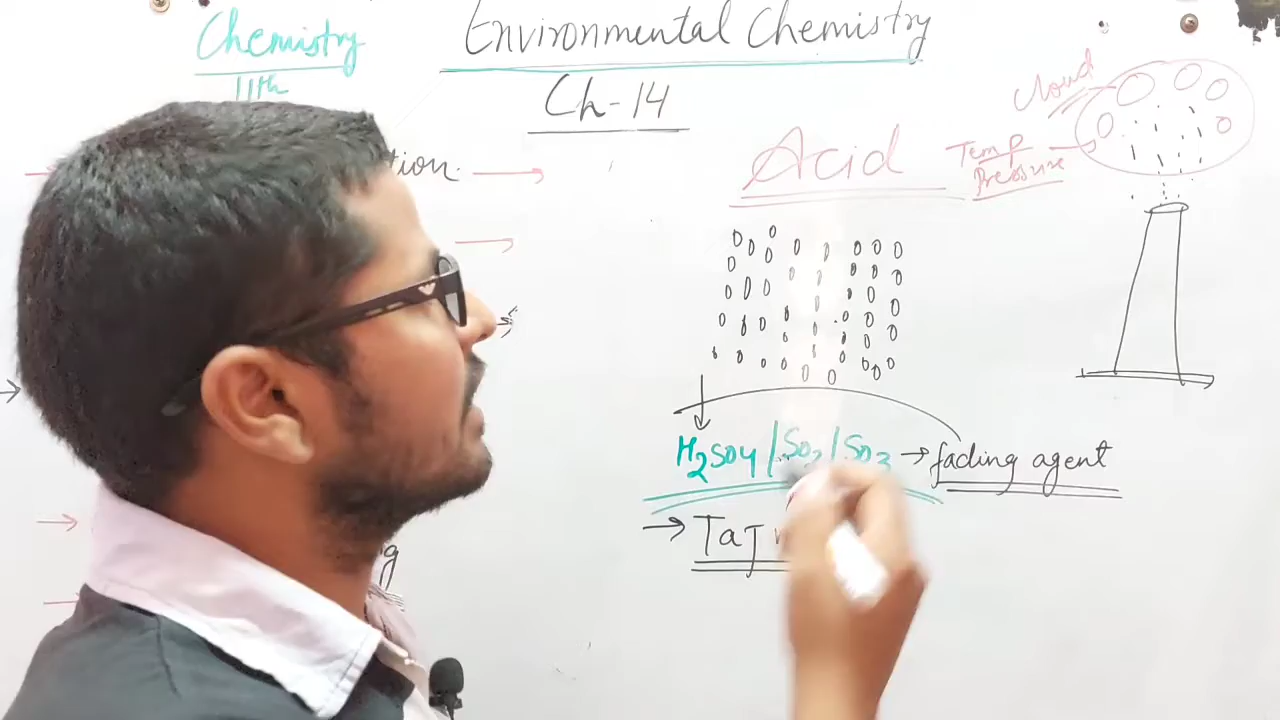 Chemistry
11th
Environmental Chemistry
Ch-14
tion.
Acid
Cloud
Temp
Pressure
H2SO4 / SO2 / SO3 → fading agent
→ Taj